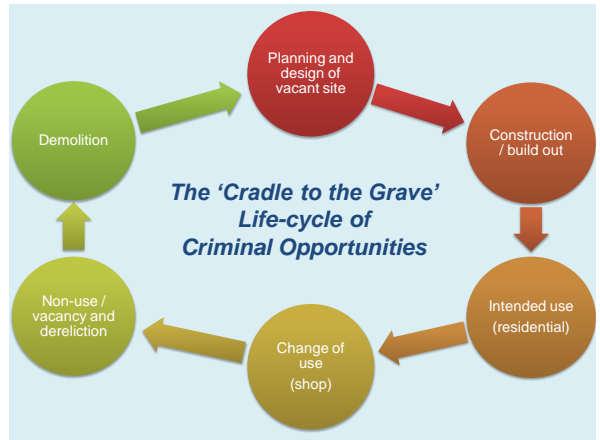 Planning and
design of
vacant site
Construction
/ build out
Demolition
The ‘Cradle to the Grave’
Life-cycle of
Criminal Opportunities
Intended use
(residential)
Non-use /
vacancy and
dereliction
Change of
use
(shop)